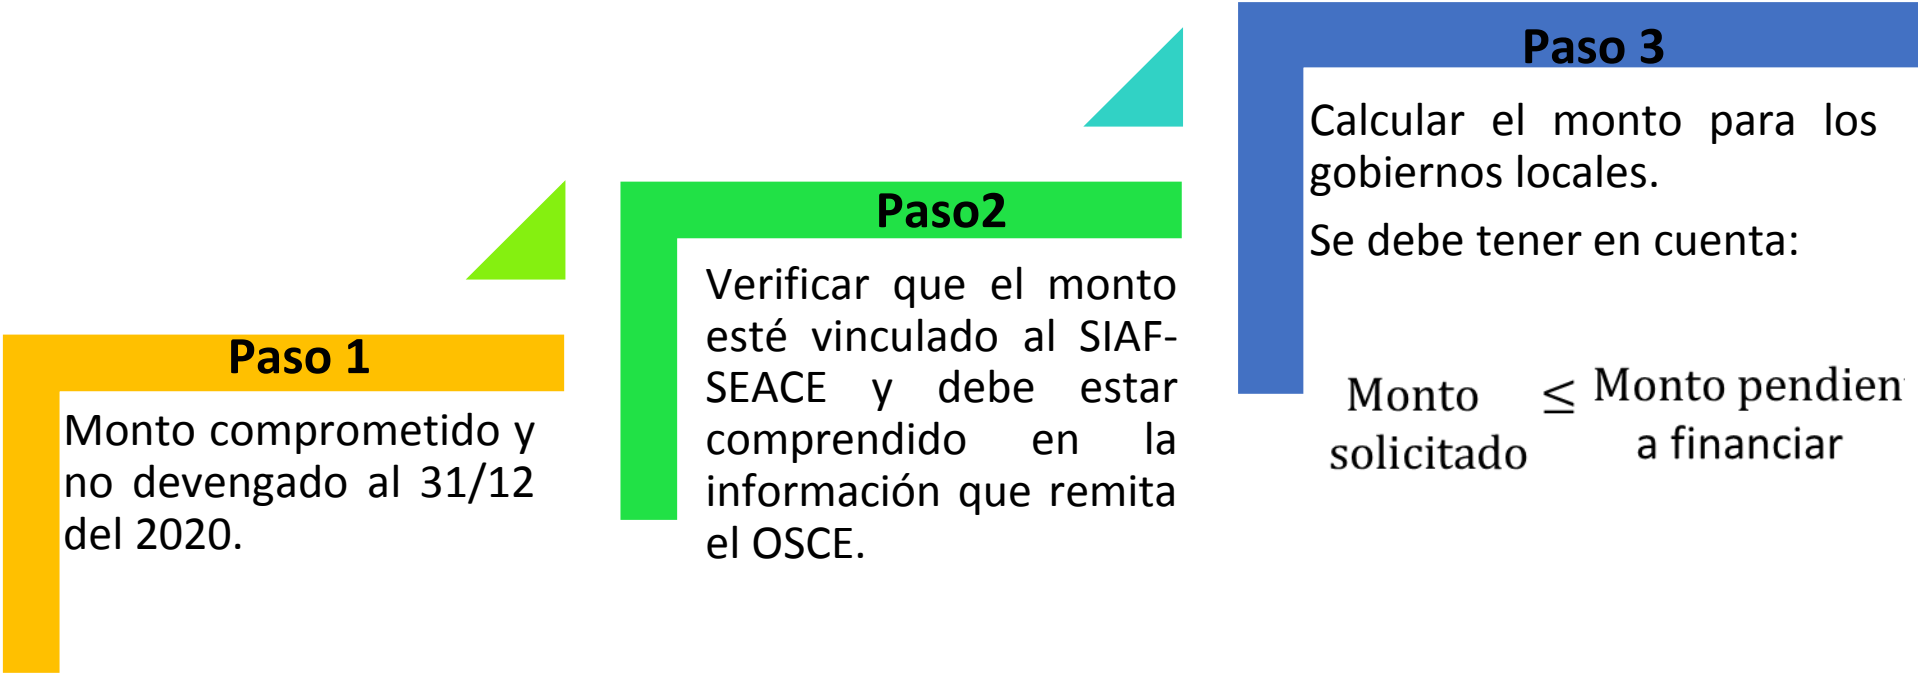 Paso 1
Monto comprometido y
no devengado al 31/12
del 2020.
Paso2
Verificar que el monto
esté vinculado al SIAF-
SEACE y debe estar
comprendido en la
información que remita
el OSCE.
Paso 3
Calcular el monto para los
gobiernos locales.
Se debe tener en cuenta:
Monto ≤ Monto pendien
solicitado a financiar